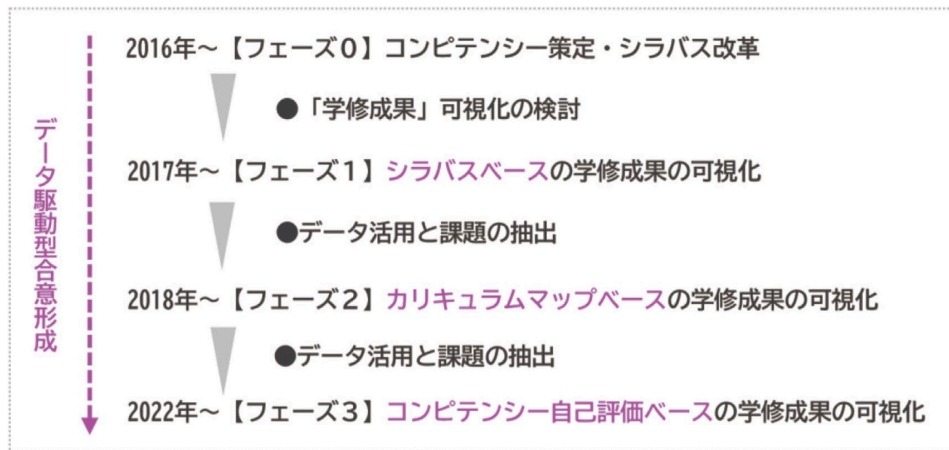 データ駆動型合意形成
2016年～【フェーズ０】コンピテンシー策定・シラバス改革
●「学修成果」可視化の検討
2017年～【フェーズ１】シラバスベースの学修成果の可視化
●データ活用と課題の抽出
2018年～【フェーズ２】カリキュラムマップベースの学修成果の可視化
●データ活用と課題の抽出
2022年～【フェーズ３】コンピテンシー自己評価ベースの学修成果の可視化